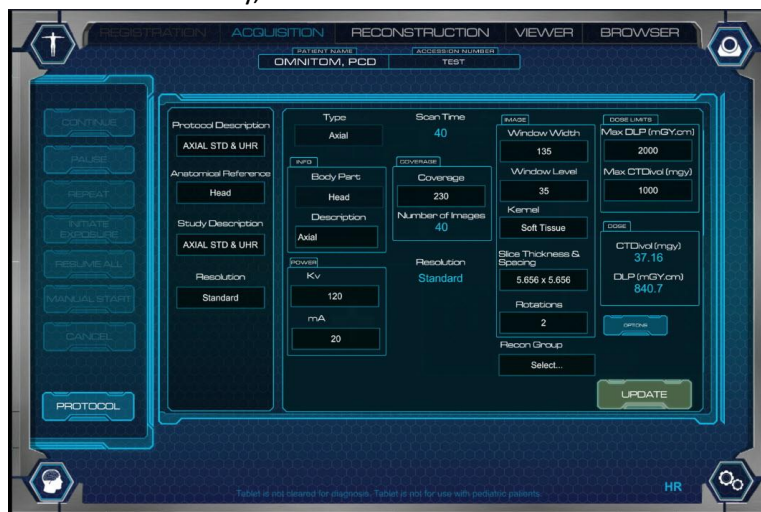 REGISTRATION ACQUISITION RECONSTRUCTION VIEWER BROWSER
PATIENT NAME ACCESSION NUMBER
OMNITOM, PCD TEST
CONTINUE
PAUSE
REPEAT
INITIATE
EXPOSURE
RESUME ALL
MANUAL START
CANCEL
PROTOCOL
Protocol Description
AXIAL STD & UHR
Anatomical Reference
Head
Study Description
AXIAL STD & UHR
Resolution
Standard
Type
Axial
INFO
Body Part
Head
Description
Axial
POWER
Kv
120
mA
20
Scan Time
40
COVERAGE
Coverage
230
Number of Images
40
Resolution
Standard
IMAGE
Window Width
135
Window Level
35
Kernel
Soft Tissue
Slice Thickness &
Spacing
5.656 x 5.656
Rotations
2
Recon Group
Select...
DOSE LIMITS
Max DLP (mGY.cm)
2000
Max CTDIvol (mgy)
1000
DOSE
CTDIvol (mgy)
37.16
DLP (mGY.cm)
840.7
OPTIONS
UPDATE
Tablet is not cleared for diagnosis. Tablet is not for use with pediatric patients.
HR